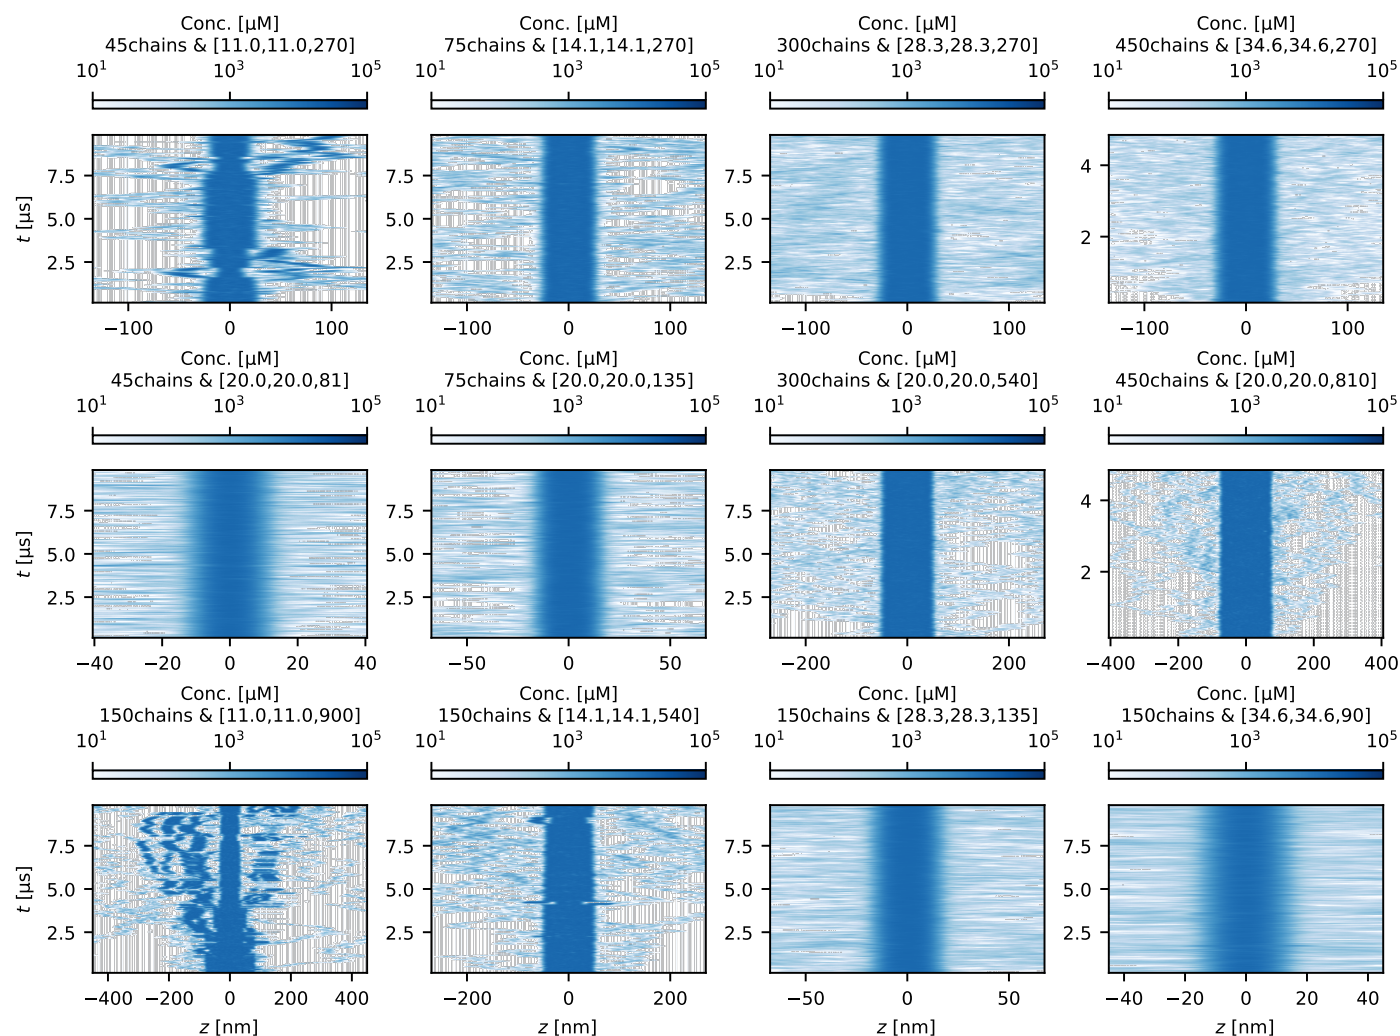 Conc. [µM] Conc. [µM] Conc. [µM] Conc. [µM]
45chains & [11.0,11.0,270] 75chains & [14.1,14.1,270] 300chains & [28.3,28.3,270] 450chains & [34.6,34.6,270]
10¹ 10³ 10⁵ 10¹ 10³ 10⁵ 10¹ 10³ 10⁵ 10¹ 10³ 10⁵
t [µs] 7.5 5.0 2.5 7.5 5.0 2.5 7.5 5.0 2.5 4 2
−100 0 100 −100 0 100 −100 0 100 −100 0 100
Conc. [µM] Conc. [µM] Conc. [µM] Conc. [µM]
45chains & [20.0,20.0,81] 75chains & [20.0,20.0,135] 300chains & [20.0,20.0,540] 450chains & [20.0,20.0,810]
10¹ 10³ 10⁵ 10¹ 10³ 10⁵ 10¹ 10³ 10⁵ 10¹ 10³ 10⁵
t [µs] 7.5 5.0 2.5 7.5 5.0 2.5 7.5 5.0 2.5 4 2
−40 −20 0 20 40 −50 0 50 −200 0 200 −400 −200 0 200 400
Conc. [µM] Conc. [µM] Conc. [µM] Conc. [µM]
150chains & [11.0,11.0,900] 150chains & [14.1,14.1,540] 150chains & [28.3,28.3,135] 150chains & [34.6,34.6,90]
10¹ 10³ 10⁵ 10¹ 10³ 10⁵ 10¹ 10³ 10⁵ 10¹ 10³ 10⁵
t [µs] 7.5 5.0 2.5 7.5 5.0 2.5 7.5 5.0 2.5 7.5 5.0 2.5
−400 −200 0 200 400 −200 0 200 −50 0 50 −40 −20 0 20 40
z [nm] z [nm] z [nm] z [nm]